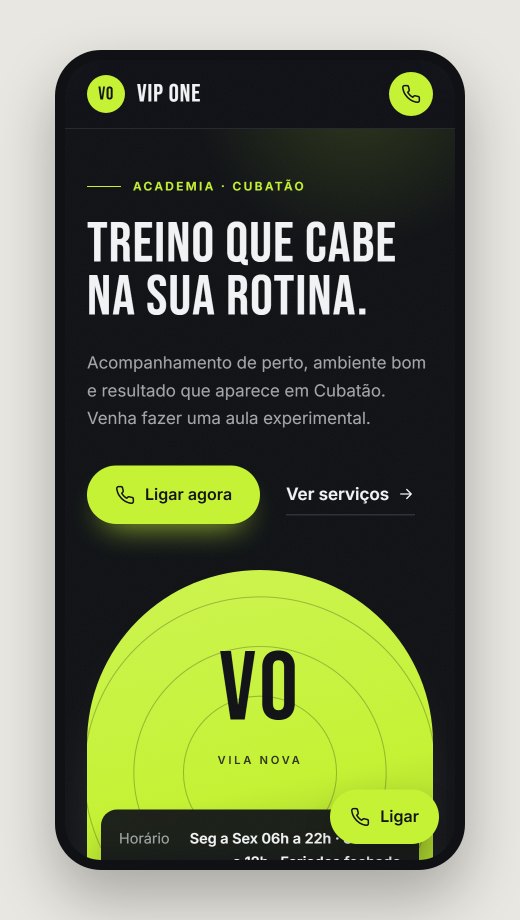 VO VIP ONE
ACADEMIA · CUBATÃO
TREINO QUE CABE
NA SUA ROTINA.
Acompanhamento de perto, ambiente bom
e resultado que aparece em Cubatão.
Venha fazer uma aula experimental.
Ligar agora
Ver serviços →
VO
VILA NOVA
Horário Seg a Sex 06h a 22h ·
Ligar